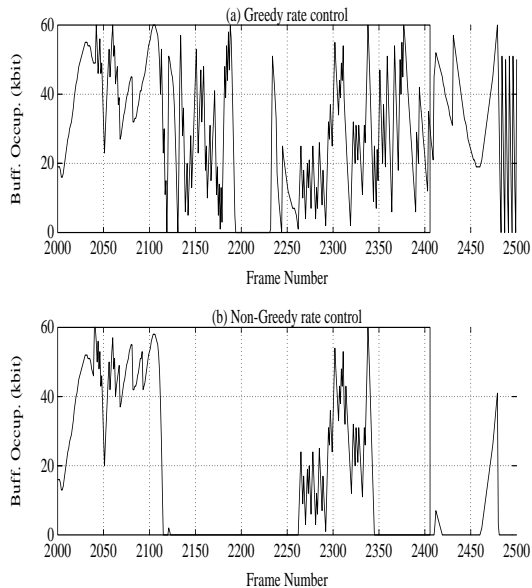 (a) Greedy rate control
60
40
20
0
Buff. Occup. (kbit)
2000 2050 2100 2150 2200 2250 2300 2350 2400 2450 2500
Frame Number
(b) Non-Greedy rate control
60
40
20
0
Buff. Occup. (kbit)
2000 2050 2100 2150 2200 2250 2300 2350 2400 2450 2500
Frame Number